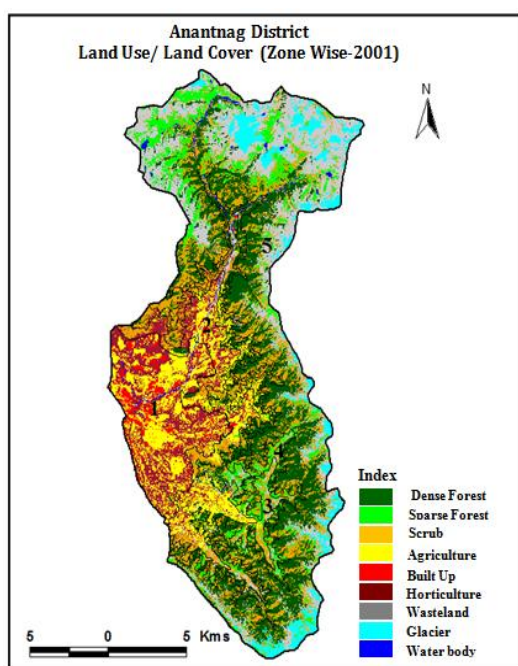 Anantnag District
Land Use/ Land Cover (Zone Wise-2001)
N
5
2
1
4
3
Index
Dense Forest
Sparse Forest
Scrub
Agriculture
Built Up
Horticulture
Wasteland
Glacier
Water body
5 0 5 Kms